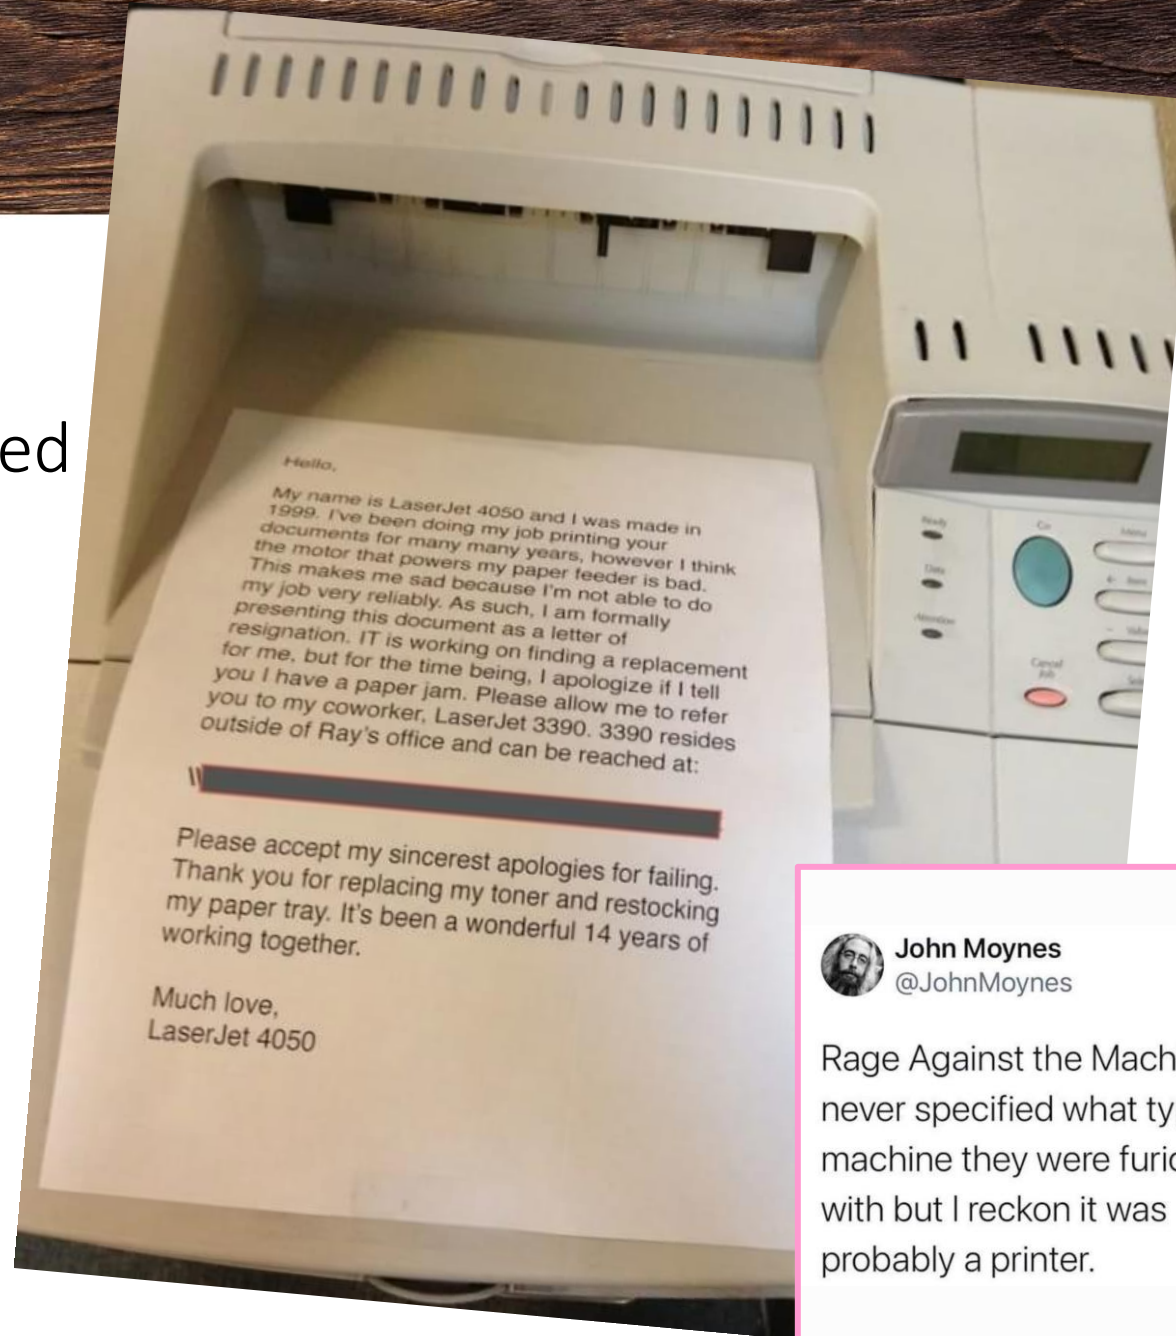 ed
Hello,
My name is LaserJet 4050 and I was made in
1999. I've been doing my job printing your
documents for many many years, however I think
the motor that powers my paper feeder is bad.
This makes me sad because I'm not able to do
my job very reliably. As such, I am formally
presenting this document as a letter of
resignation. IT is working on finding a replacement
for me, but for the time being, I apologize if I tell
you I have a paper jam. Please allow me to refer
you to my coworker, LaserJet 3390. 3390 resides
outside of Ray's office and can be reached at:
\\
Please accept my sincerest apologies for failing.
Thank you for replacing my toner and restocking
my paper tray. It's been a wonderful 14 years of
working together.
Much love,
LaserJet 4050
Ready
Data
Attention
Go
Cancel
Job
Menu
John Moynes
@JohnMoynes
Rage Against the Mach
never specified what ty
machine they were furio
with but I reckon it was
probably a printer.